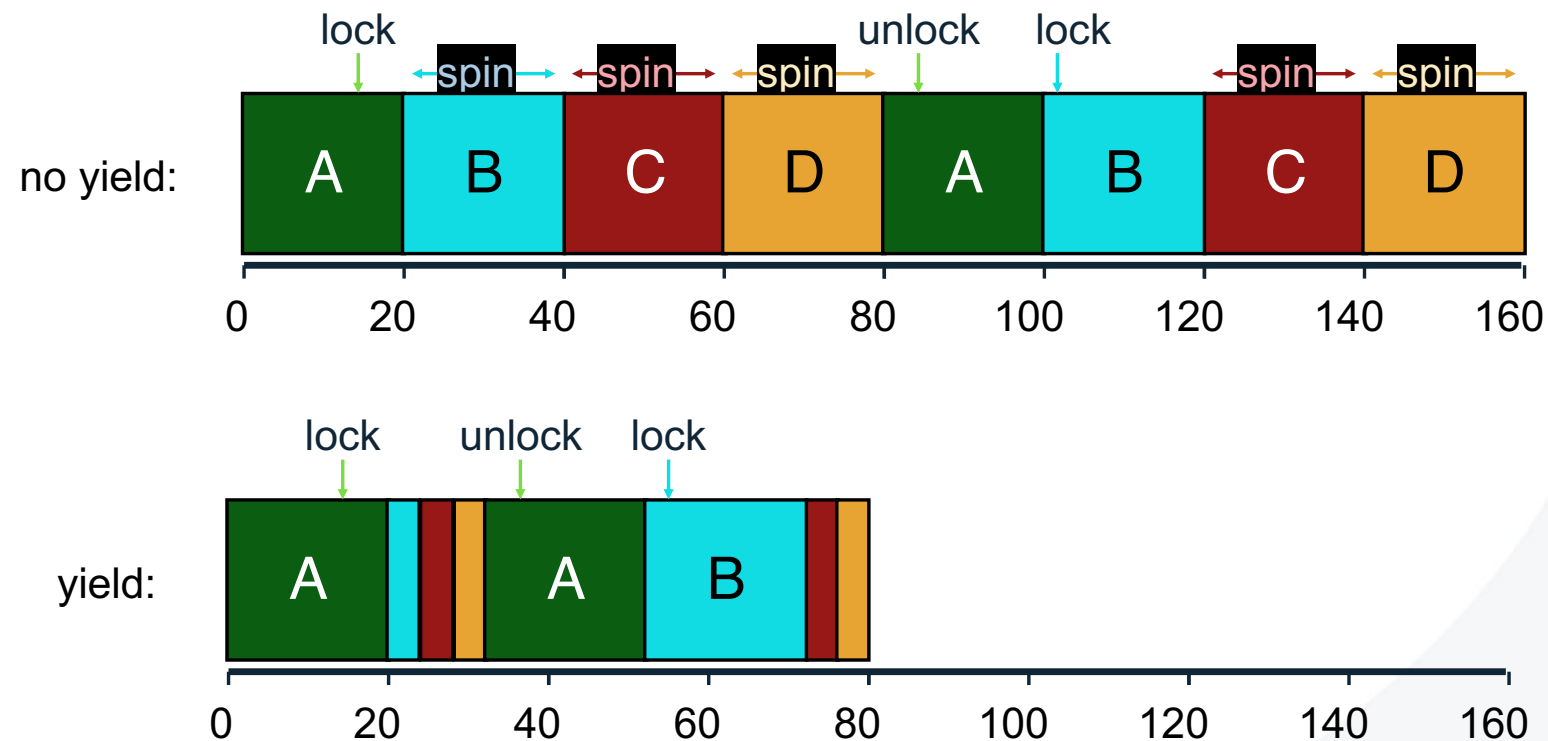 lock unlock lock
spin spin spin spin spin
no yield: A B C D A B C D
0 20 40 60 80 100 120 140 160
lock unlock lock
yield: A A B
0 20 40 60 80 100 120 140 160